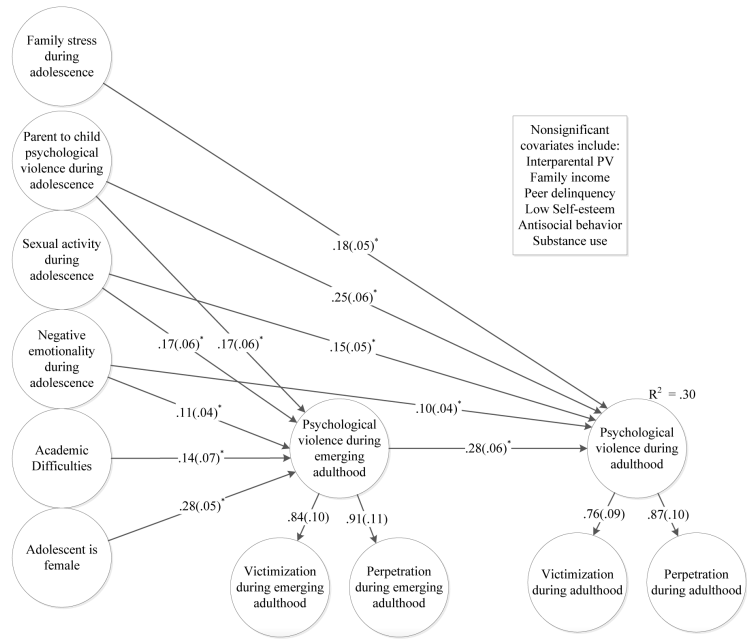 Family stress
during
adolescence
Parent to child
psychological
violence during
adolescence
Sexual activity
during
adolescence
Negative
emotionality
during
adolescence
Academic
Difficulties
Adolescent is
female
Nonsignificant
covariates include:
Interparental PV
Family income
Peer delinquency
Low Self-esteem
Antisocial behavior
Substance use
.18(.05)*
.25(.06)*
.15(.05)*
.17(.06)*
.17(.06)*
.10(.04)*
.11(.04)*
.14(.07)*
.28(.05)*
Psychological
violence during
emerging
adulthood
.28(.06)*
R² = .30
Psychological
violence during
adulthood
.84(.10)
.91(.11)
.76(.09)
.87(.10)
Victimization
during emerging
adulthood
Perpetration
during emerging
adulthood
Victimization
during adulthood
Perpetration
during adulthood